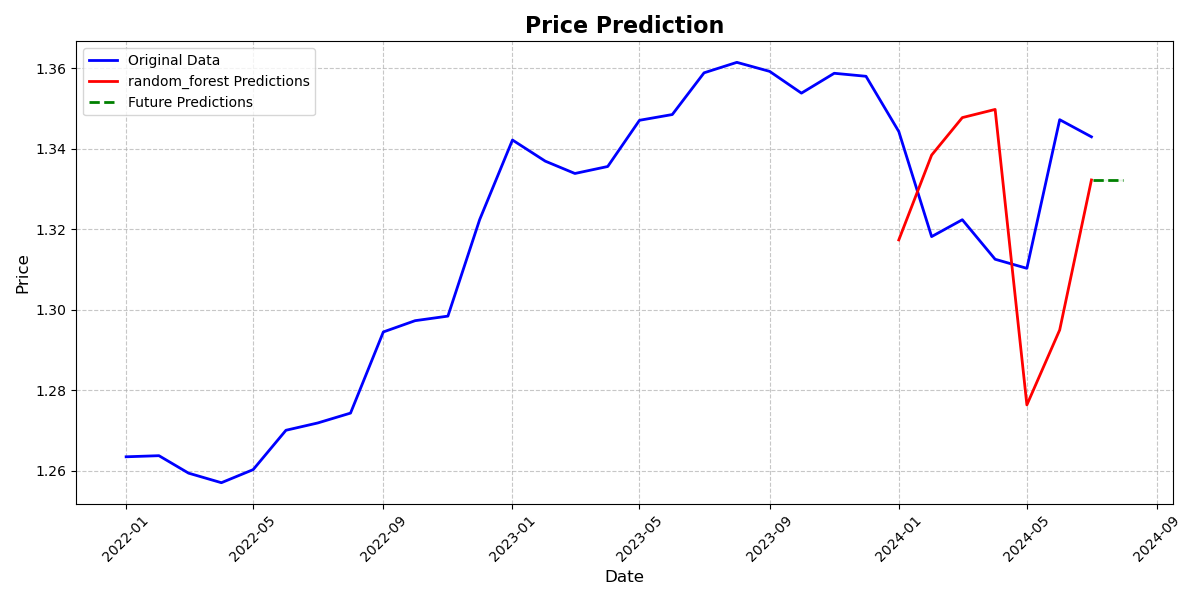 Price Prediction
Original Data
random_forest Predictions
Future Predictions
Price
1.36
1.34
1.32
1.30
1.28
1.26
2022-01
2022-05
2022-09
2023-01
2023-05
2023-09
2024-01
2024-05
2024-09
Date